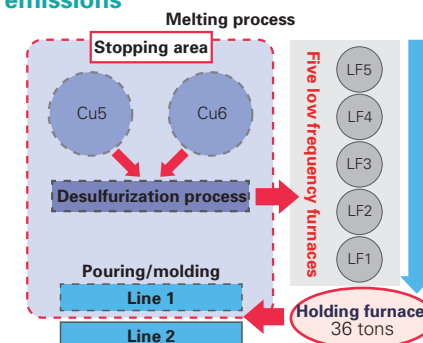 emissions
Melting process
Stopping area
Cu5
Cu6
Desulfurization process
Five low frequency furnaces
LF5
LF4
LF3
LF2
LF1
Pouring/molding
Line 1
Line 2
Holding furnace
36 tons